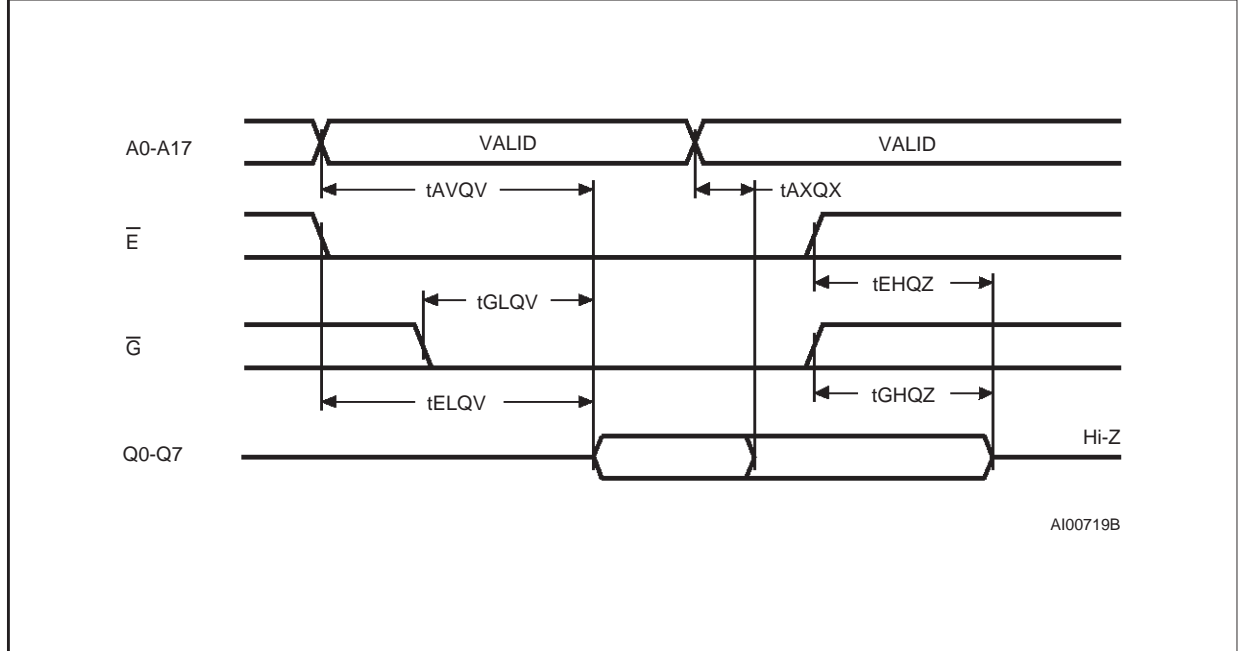 A0-A17
VALID
VALID
tAVQV
tAXQX
E̅
tEHQZ
tGLQV
G̅
tGHQZ
tELQV
Q0-Q7
Hi-Z
AI00719B